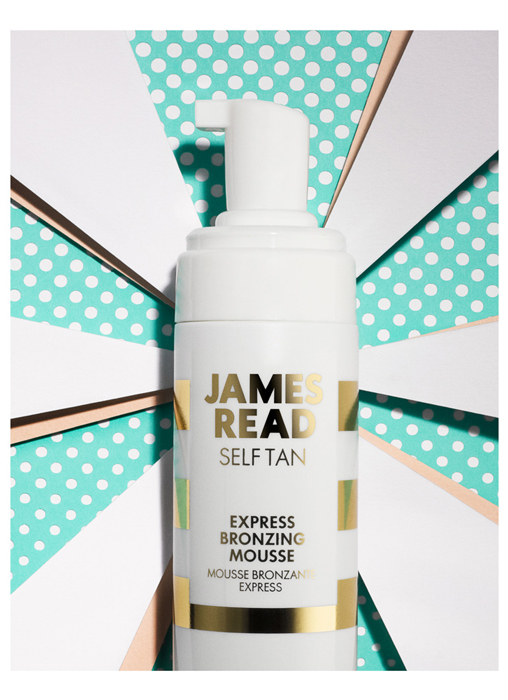 JAMES
READ
SELF TAN
EXPRESS
BRONZING
MOUSSE
MOUSSE BRONZANTE
EXPRESS